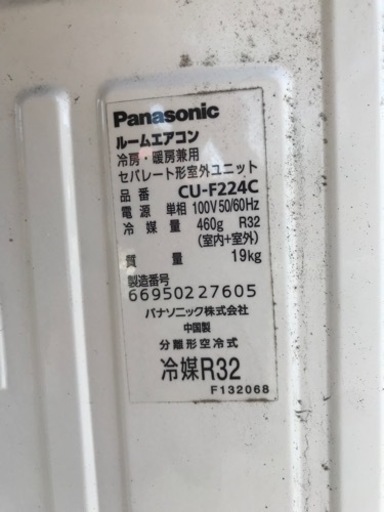 Panasonic
ルームエアコン
冷房・暖房兼用
セパレート形室外ユニット
品番 CU-F224C
電源 単相 100V 50/60Hz
冷媒量 460g R32
(室内+室外)
質量 19kg
製造番号
66950227605
パナソニック株式会社
中国製
分離形空冷式
冷媒R32
F132068